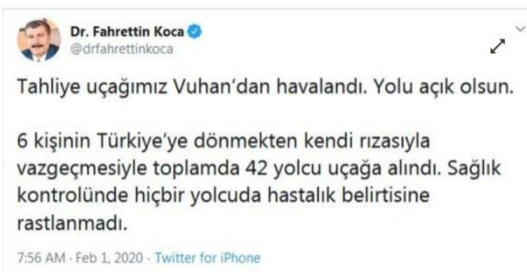 Dr. Fahrettin Koca
@drfahrettinkoca
Tahliye uçağımız Vuhan'dan havalandı. Yolu açık olsun.
6 kişinin Türkiye'ye dönmekten kendi rızasıyla
vazgeçmesiyle toplamda 42 yolcu uçağa alındı. Sağlık
kontrolünde hiçbir yolcuda hastalık belirtisine
rastlanmadı.
7:56 AM · Feb 1, 2020 · Twitter for iPhone